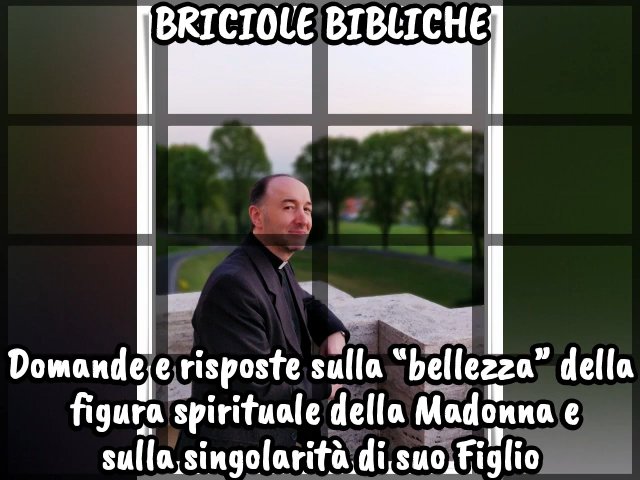 BRICIOLE BIBLICHE
Domande e risposte sulla “bellezza” della
figura spirituale della Madonna e
sulla singolarità di suo Figlio